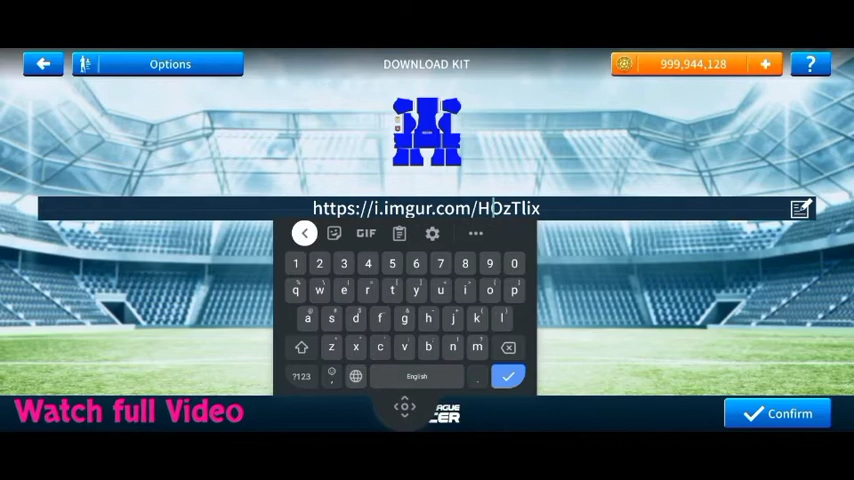 Options
DOWNLOAD KIT
999,944,128
+
?
https://i.imgur.com/HOzTlix
GIF
1 2 3 4 5 6 7 8 9 0
q w e r t y u i o p
a s d f g h j k l
z x c v b n m
?123 , English .
Watch full Video
Confirm